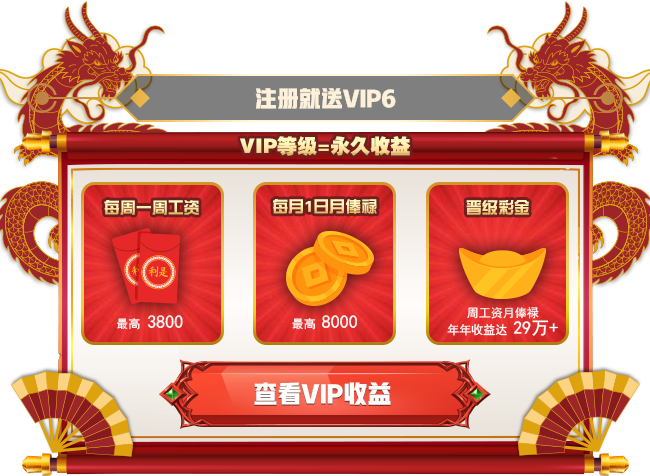 注册就送VIP6
VIP等级=永久收益
每周一周工资
每月1日月俸禄
晋级彩金
利是
最高 3800
最高 8000
周工资月俸禄
年年收益达 29万+
查看VIP收益